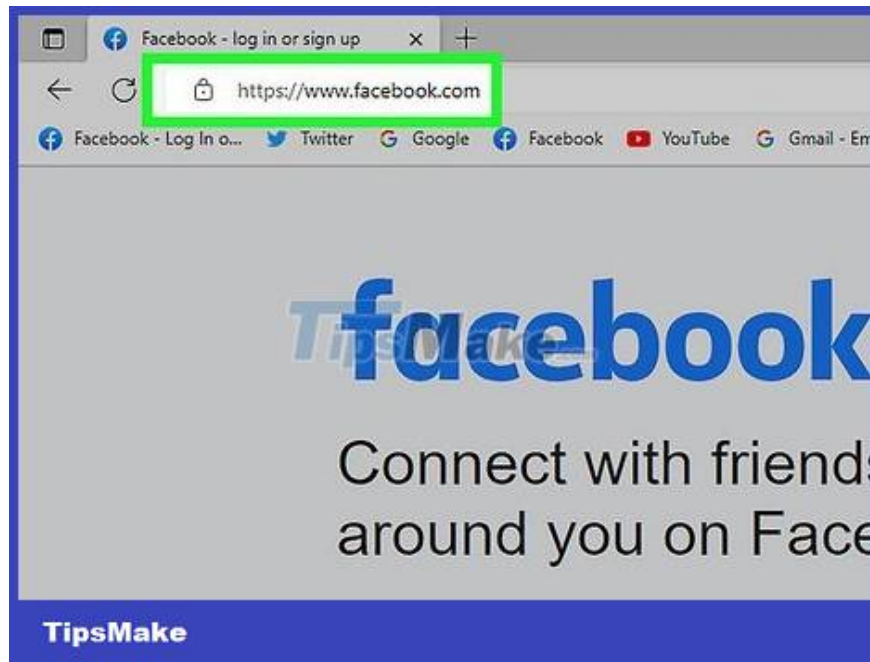 Facebook - log in or sign up
https://www.facebook.com
Facebook - Log In o... Twitter Google Facebook YouTube Gmail - Em
facebook
TipsMake
Connect with friends
around you on Face
TipsMake